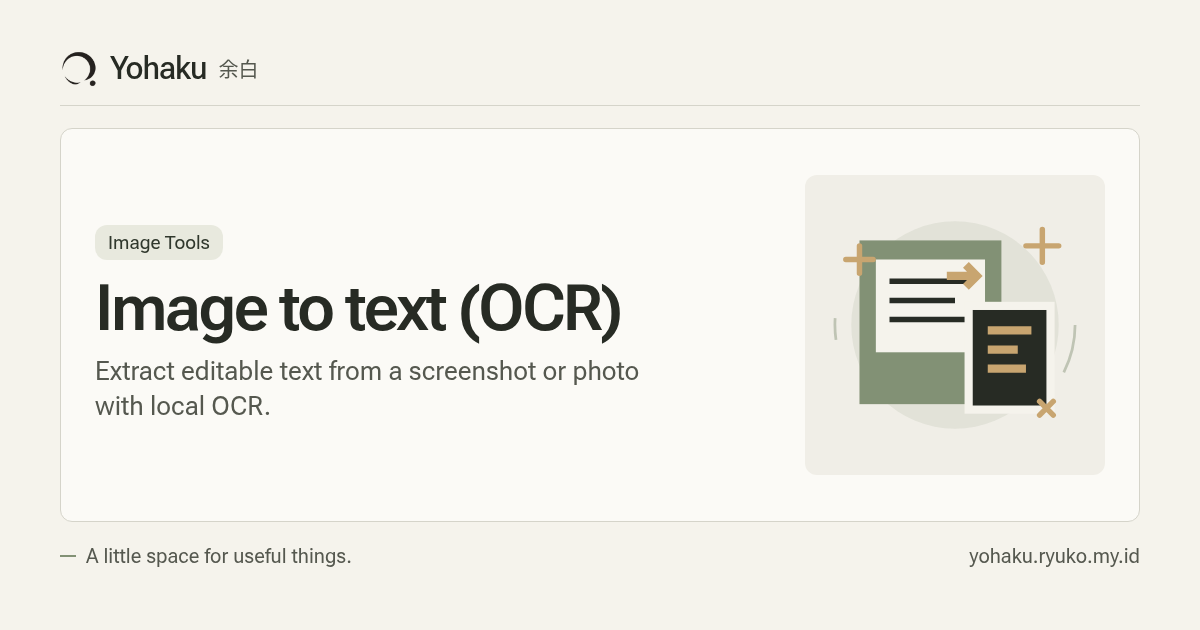 Yohaku 余白
Image Tools
Image to text (OCR)
Extract editable text from a screenshot or photo
with local OCR.
— A little space for useful things.
yohaku.ryuko.my.id